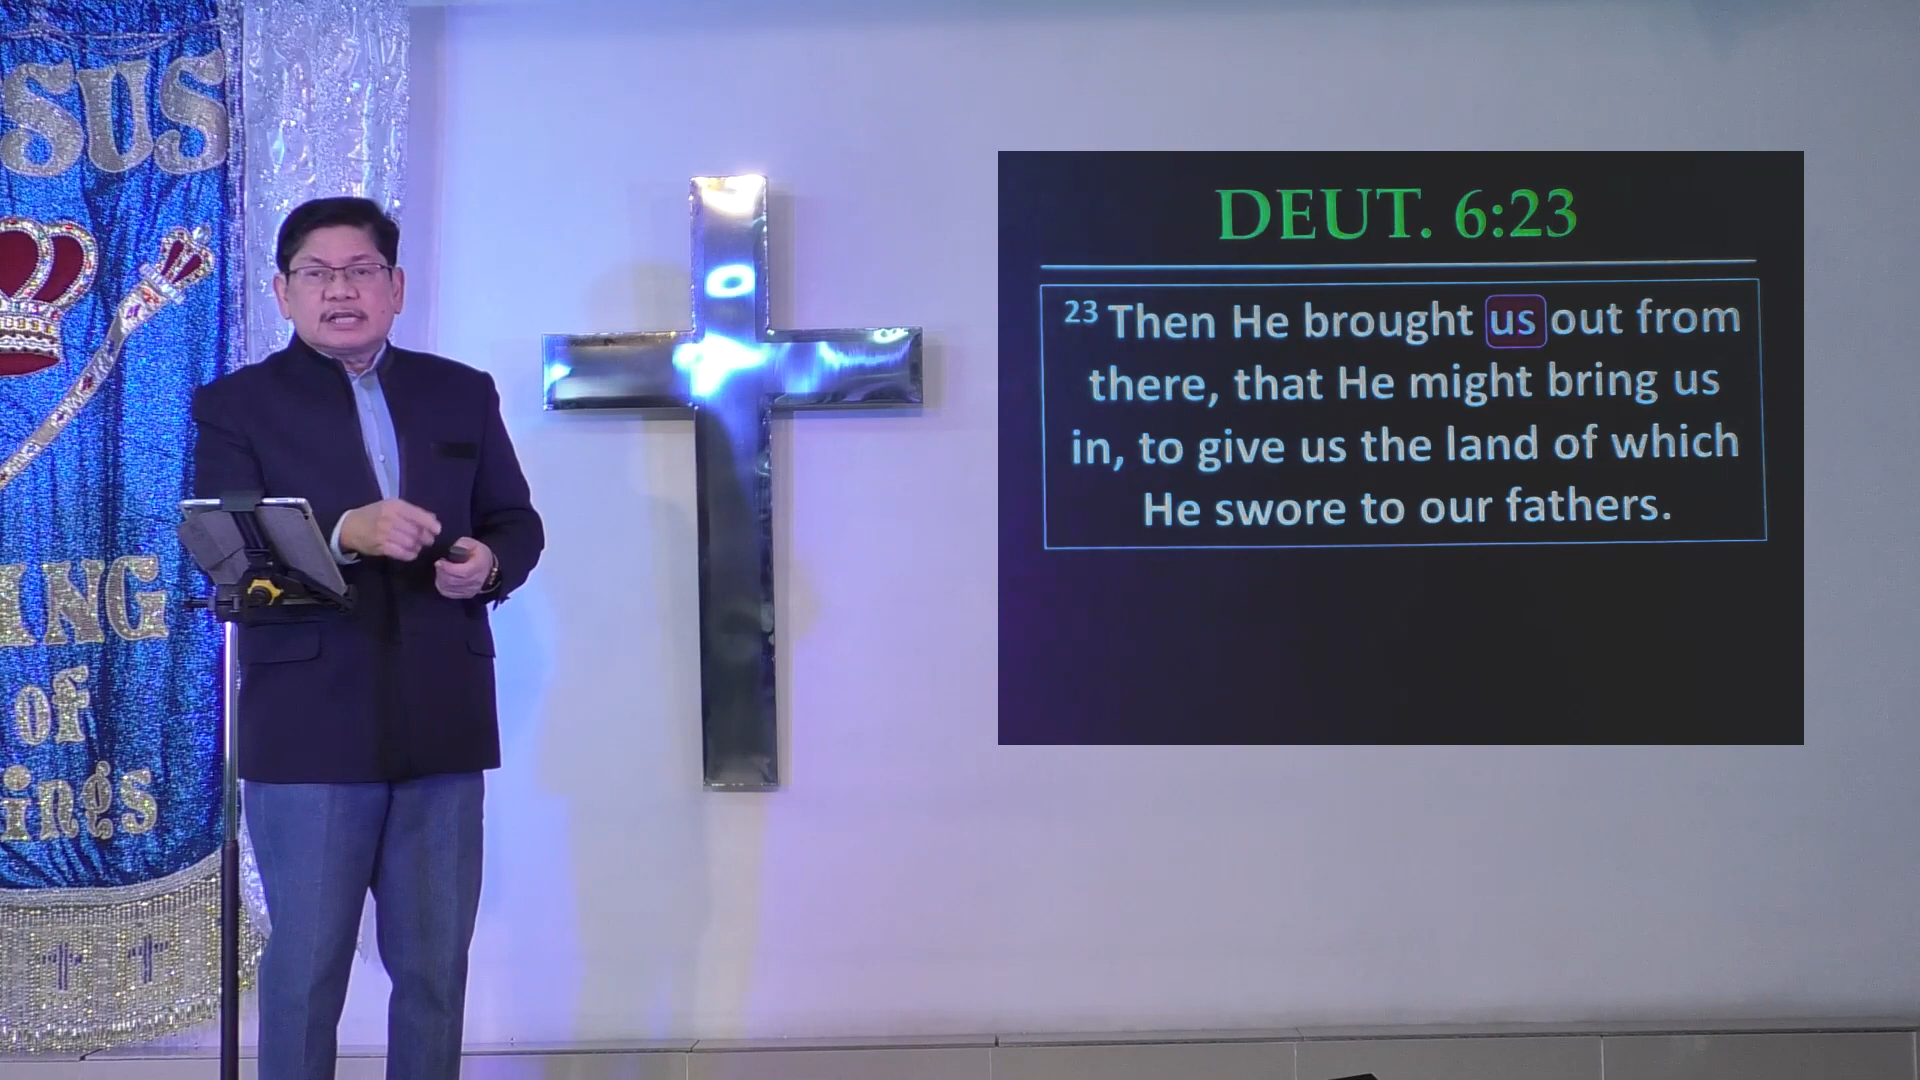 SUS
ING
of
ings
DEUT. 6:23
23 Then He brought us out from
there, that He might bring us
in, to give us the land of which
He swore to our fathers.